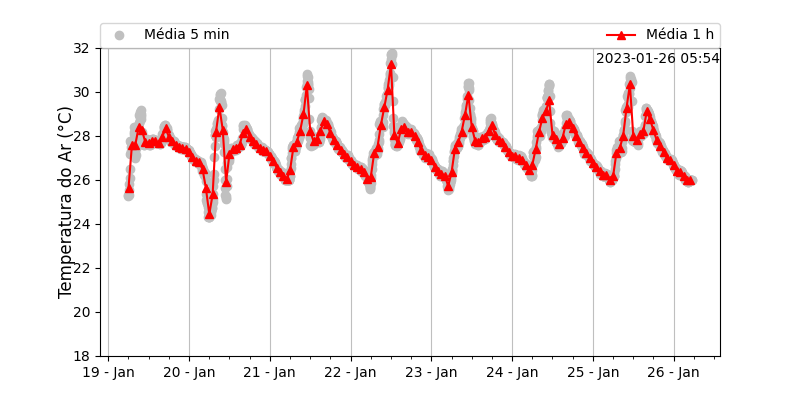 Média 5 min
Média 1 h
2023-01-26 05:54
Temperatura do Ar (°C)
32
30
28
26
24
22
20
18
19 - Jan
20 - Jan
21 - Jan
22 - Jan
23 - Jan
24 - Jan
25 - Jan
26 - Jan